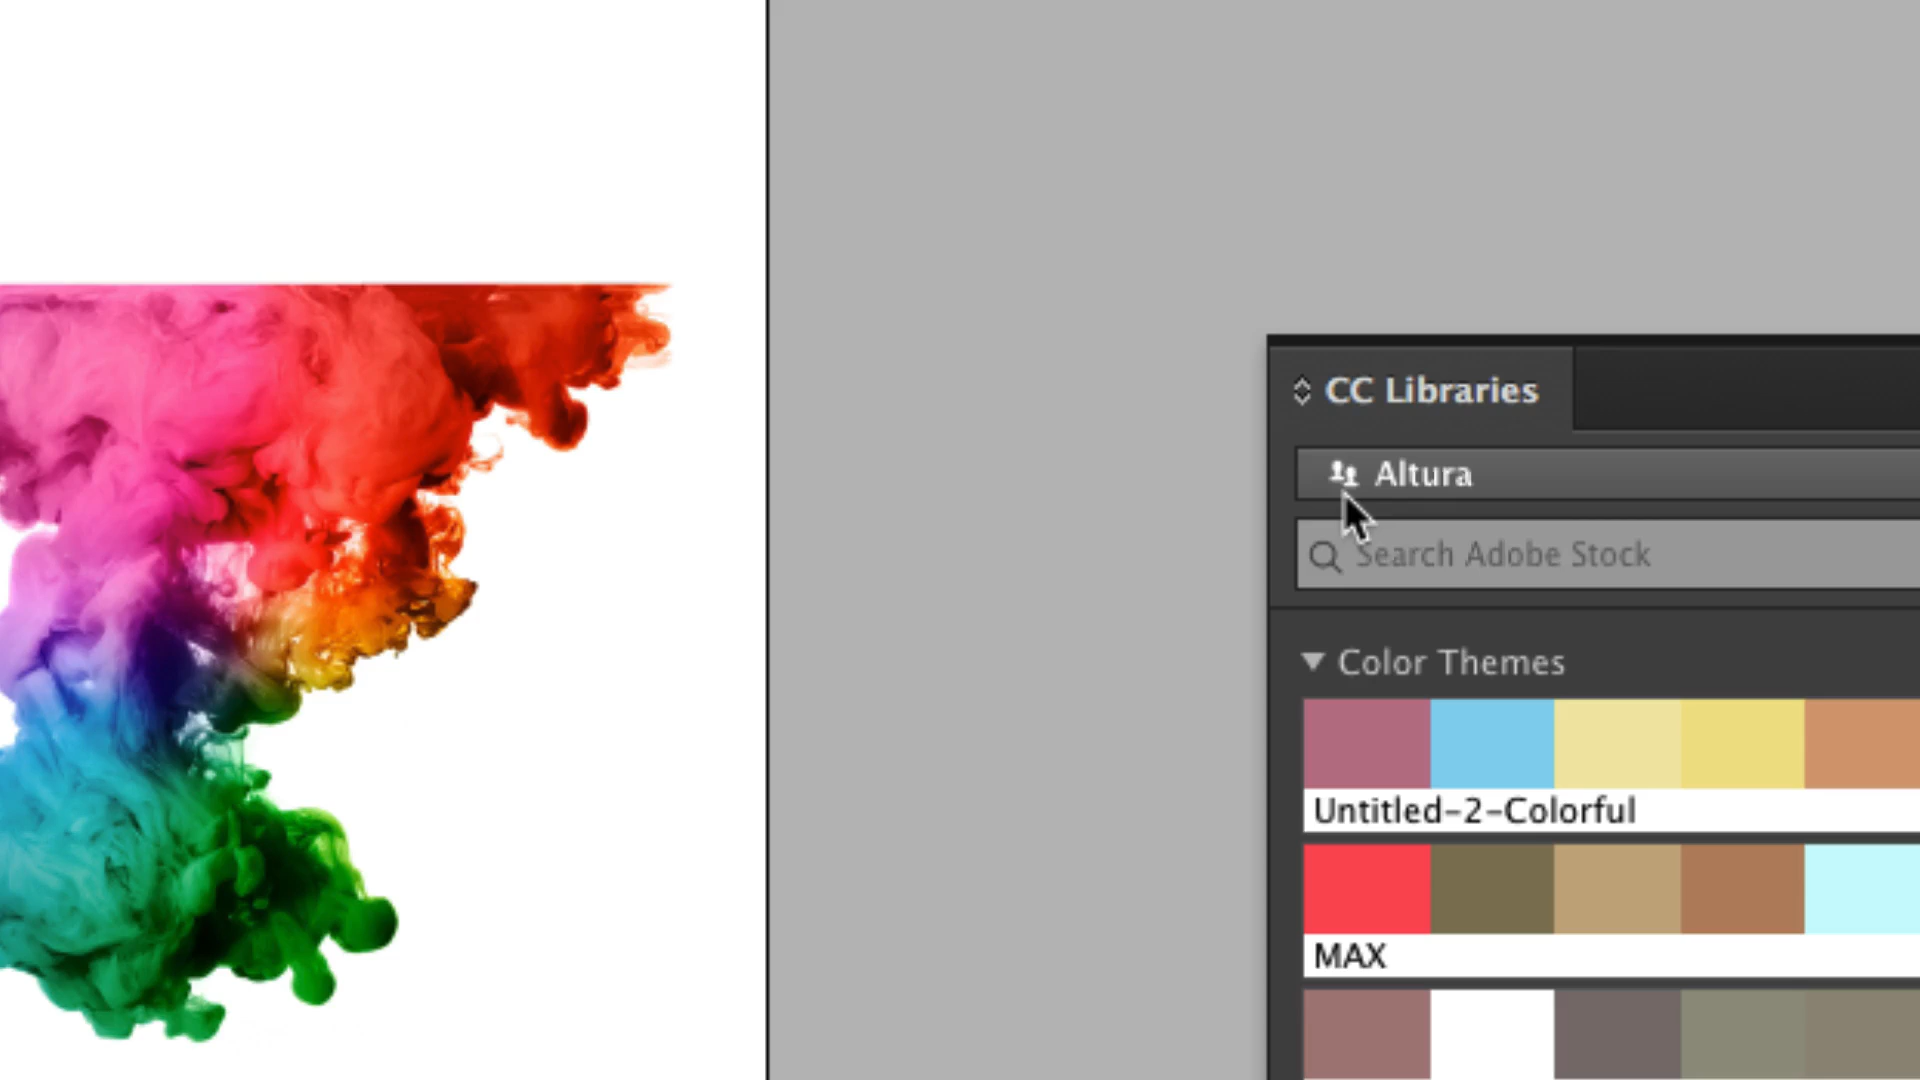 CC Libraries
Altura
Search Adobe Stock
Color Themes
Untitled-2-Colorful
MAX